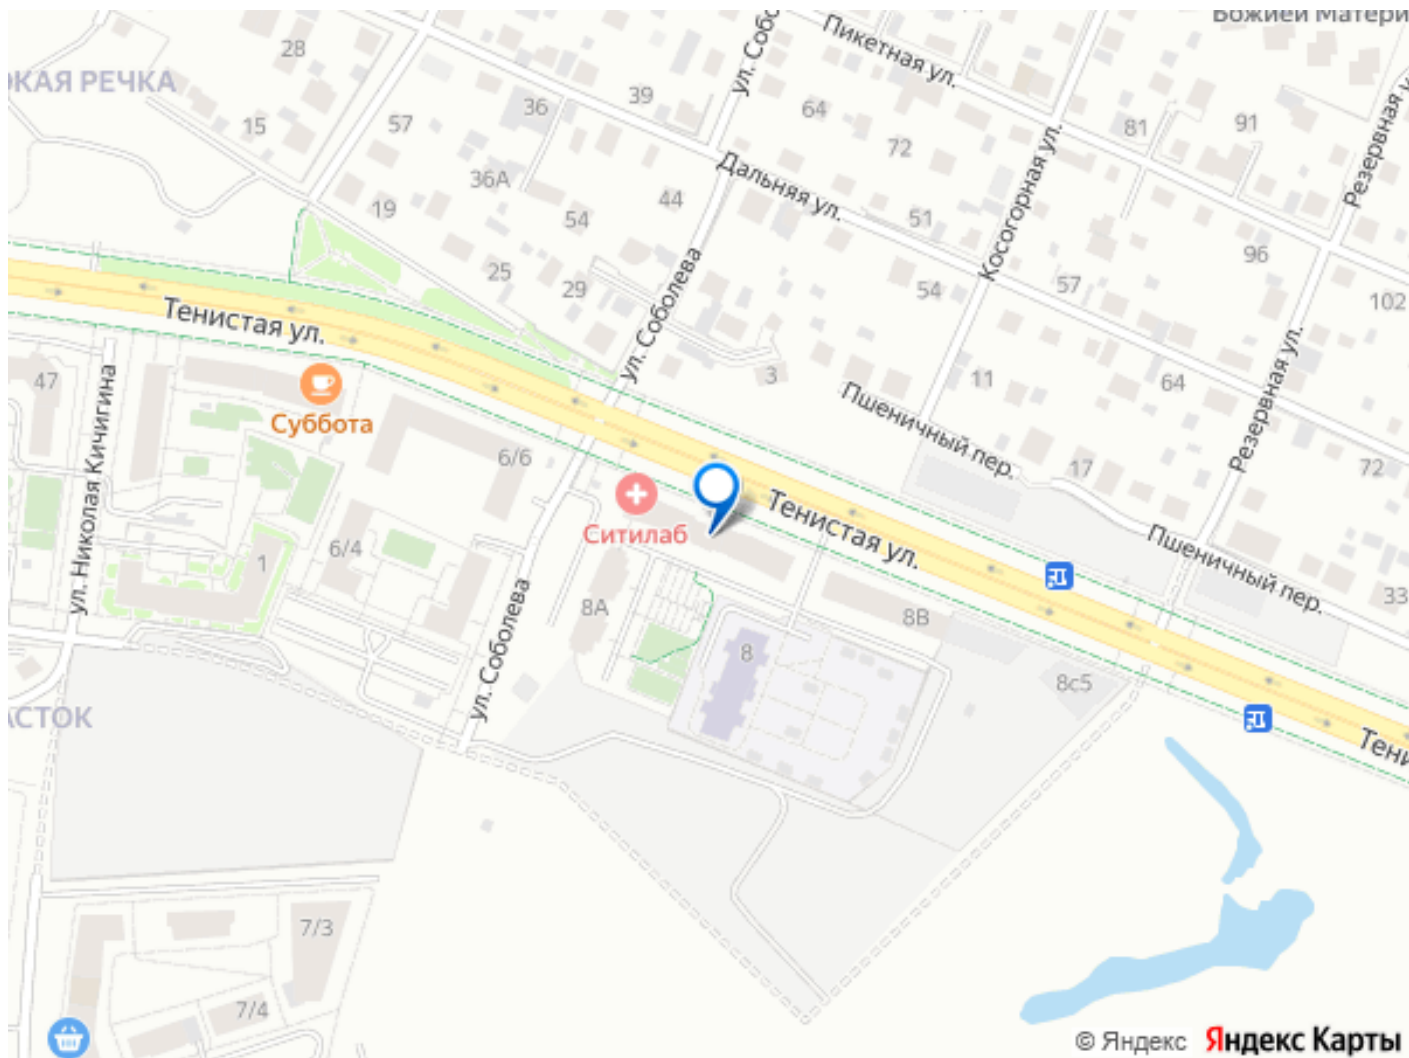 Божией Матери
Пикетная ул.
ул. Собо
28
ОКАЯ РЕЧКА
36
39
64
81
91
Резервная у
15
57
72
Косогорная ул.
36А
Дальняя ул.
44
19
54
51
96
25
29
ул. Соболева
54
57
102
Тенистая ул.
47
Суббота
3
11
64
Резервная ул.
Пшеничный пер.
ул. Николая Кичигина
6/6
17
72
Ситилаб
Тенистая ул.
6/4
1
Пшеничный пер.
8А
8В
33
ул. Соболева
8
8с5
АСТОК
Тени
7/3
7/4
© Яндекс Яндекс Карты